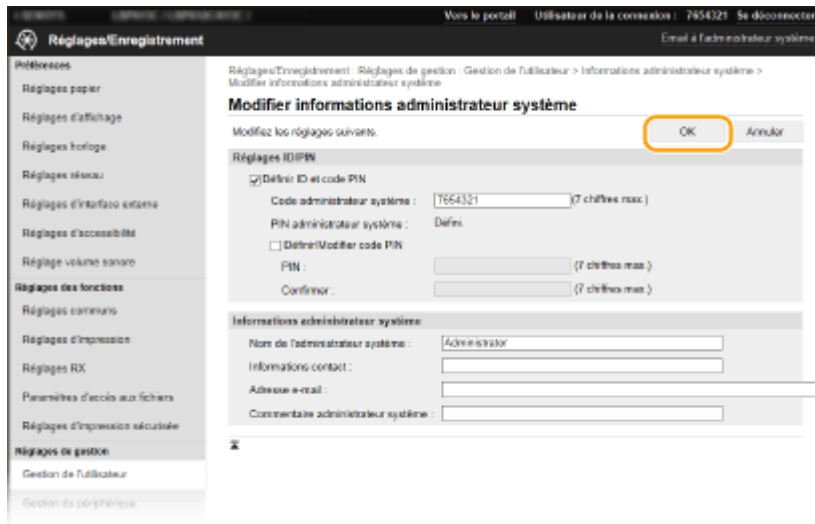 Vers le portail Utilisateur de la connexion : 7654321 Se déconnecter
Réglages/Enregistrement
Email à l'administrateur système
Préférences
Réglages papier
Réglages d'affichage
Réglages horloge
Réglages réseau
Réglages d'interface externe
Réglages d'accessibilité
Réglage volume sonore
Réglages des fonctions
Réglages communs
Réglages d'impression
Réglages RX
Paramètres d'accès aux fichiers
Réglages d'impression sécurisée
Réglages de gestion
Gestion de l'utilisateur
Gestion du périphérique
Réglages/Enregistrement : Réglages de gestion : Gestion de l'utilisateur > Informations administrateur système >
Modifier informations administrateur système
Modifier informations administrateur système
Modifiez les réglages suivants.
OK
Annuler
Réglages ID/PIN
Définir ID et code PIN
Code administrateur système : 7654321 (7 chiffres max.)
PIN administrateur système : Défini.
Définir/Modifier code PIN
PIN : (7 chiffres max.)
Confirmer : (7 chiffres max.)
Informations administrateur système
Nom de l'administrateur système : Administrator
Informations contact :
Adresse e-mail :
Commentaire administrateur système :